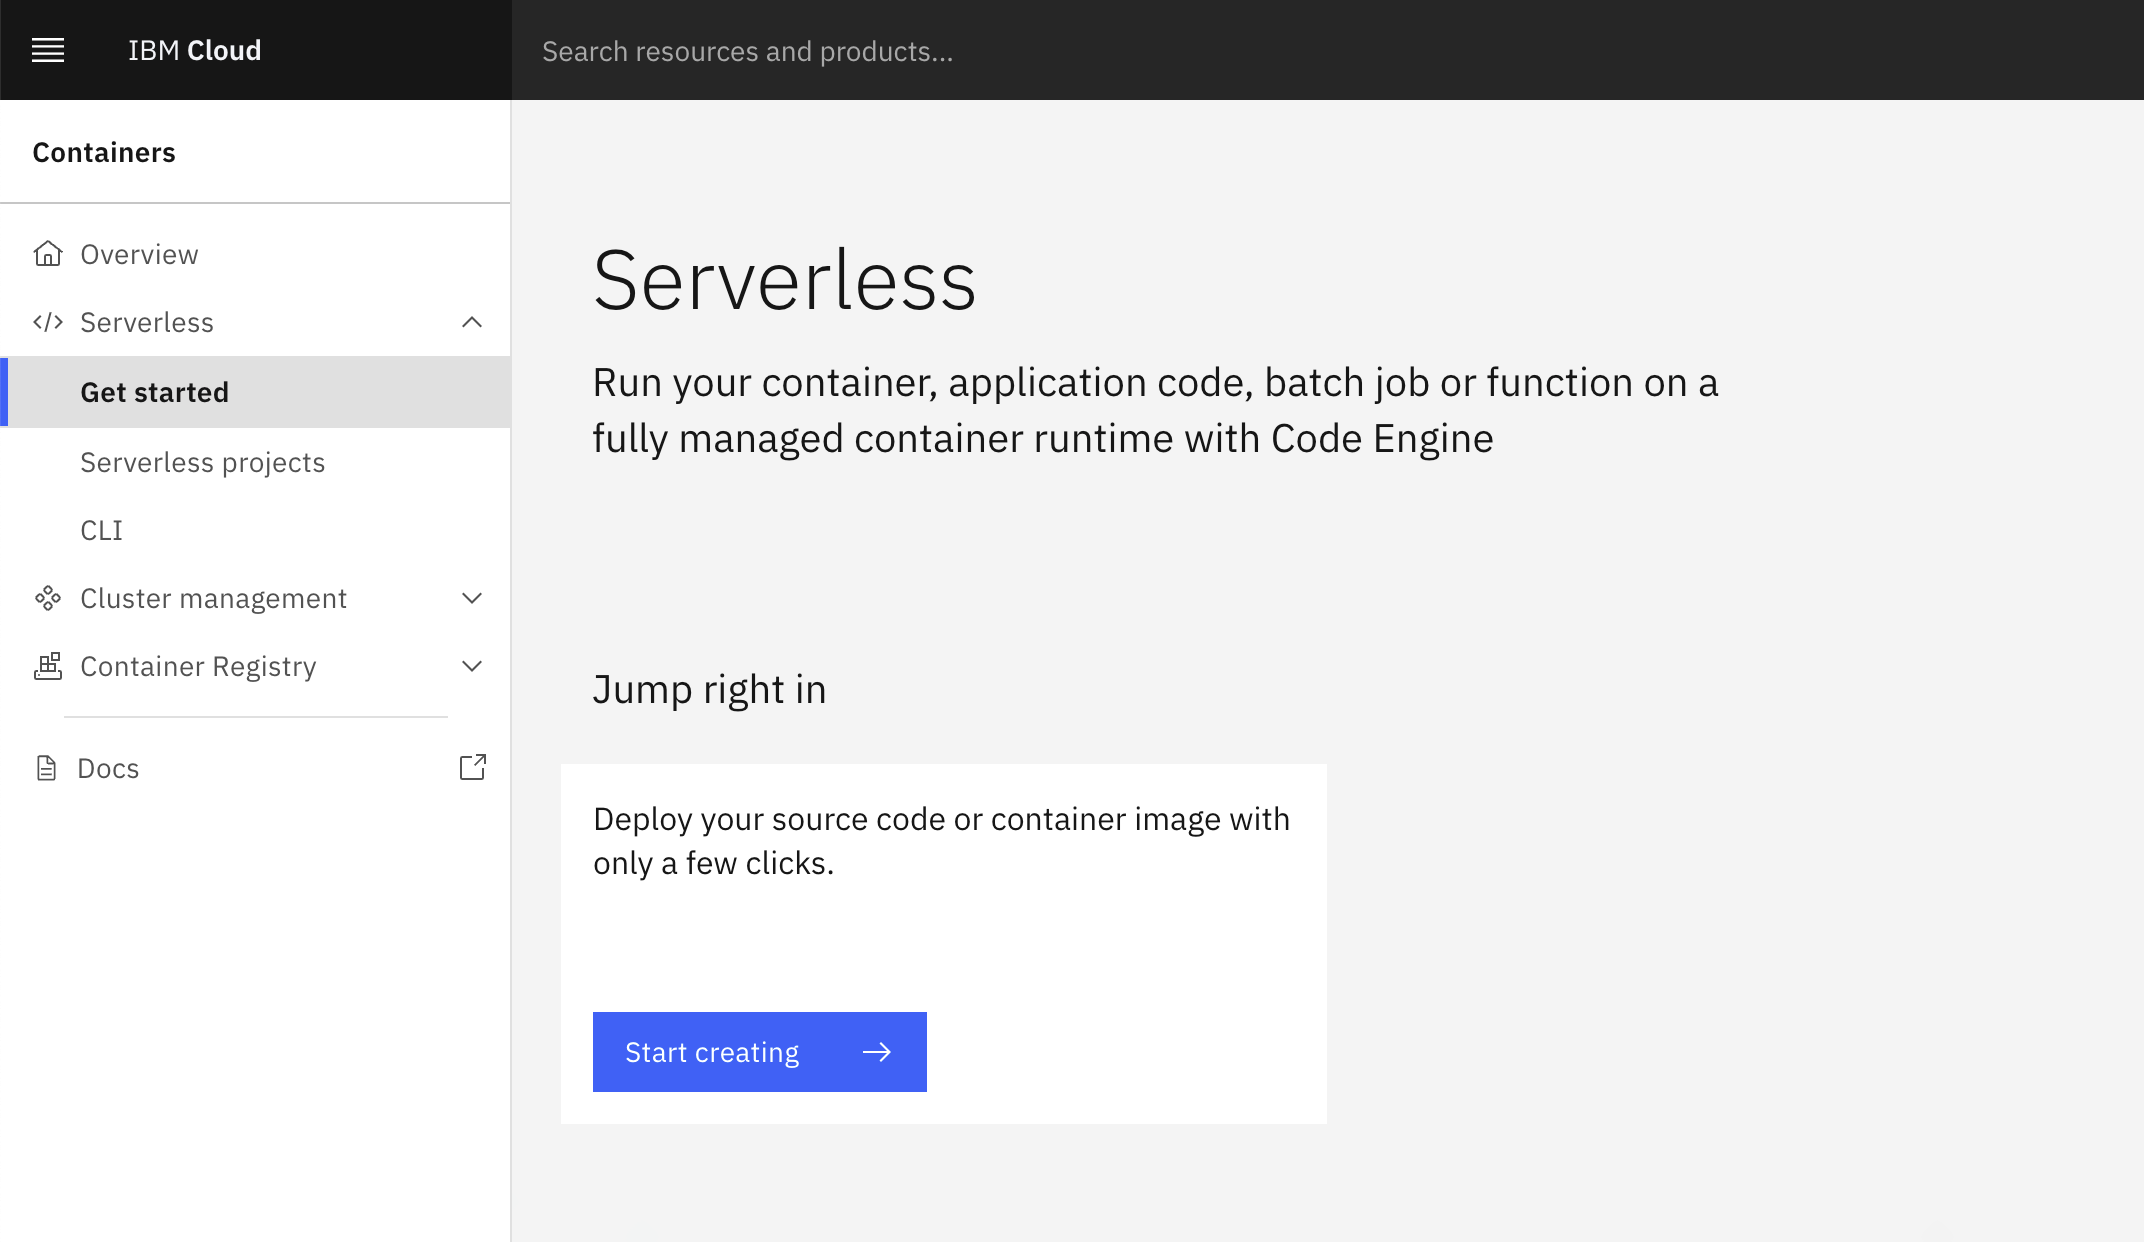 IBM Cloud
Search resources and products...
Containers
Overview
Serverless
Get started
Serverless projects
CLI
Cluster management
Container Registry
Docs
Serverless
Run your container, application code, batch job or function on a
fully managed container runtime with Code Engine
Jump right in
Deploy your source code or container image with
only a few clicks.
Start creating